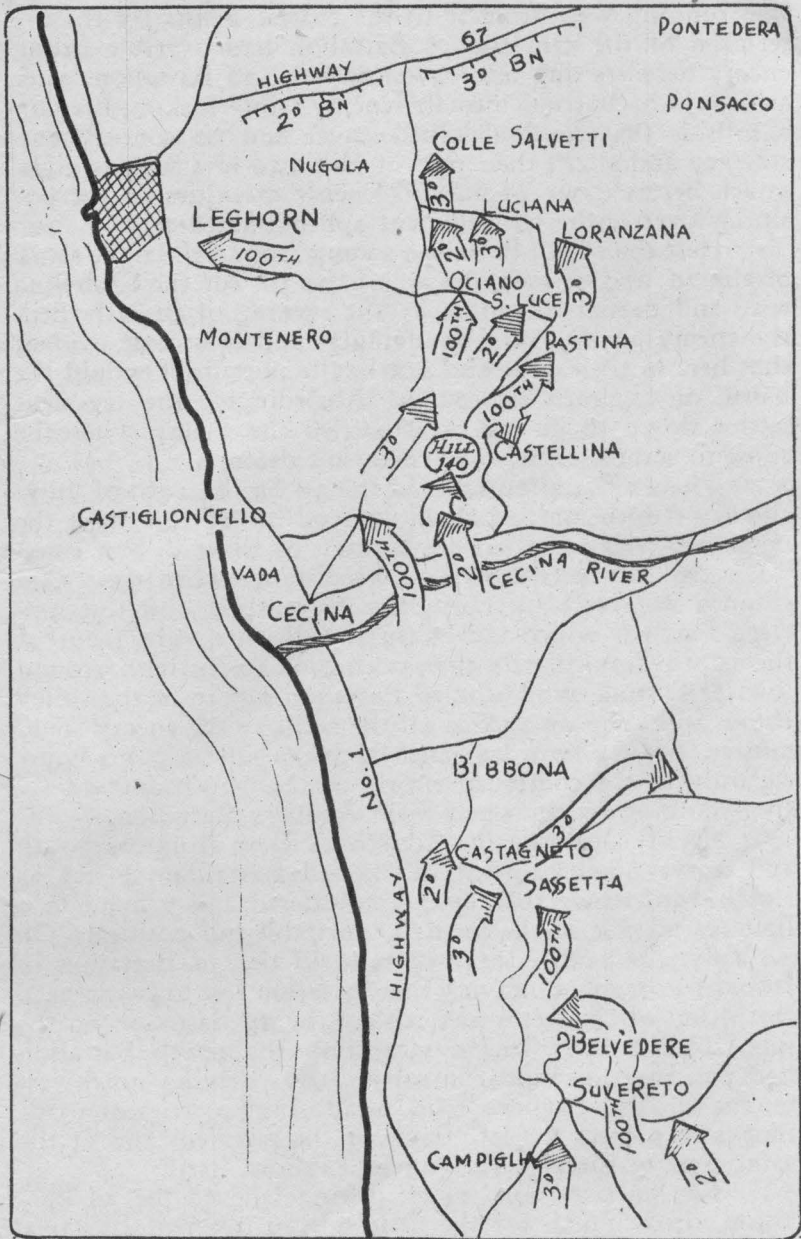 PONTEDERA
67
HIGHWAY
3D BN
2D BN
PONSACCO
COLLE SALVETTI
NUGOLA
3D
LUCIANA
LEGHORN
LORANZANA
100TH
2D
3D
3D
OCIANO
S. LUCE
MONTENERO
100TH
2D
PASTINA
100TH
3D
HILL
140
CASTELLINA
CASTIGLIONCELLO
100TH
2D
VADA
CECINA RIVER
CECINA
No. 1
BIBBONA
3D
CASTAGNETO
2D
SASSETTA
3D
100TH
HIGHWAY
BELVEDERE
SUVERETO
100TH
CAMPIGLIA
3D
2D